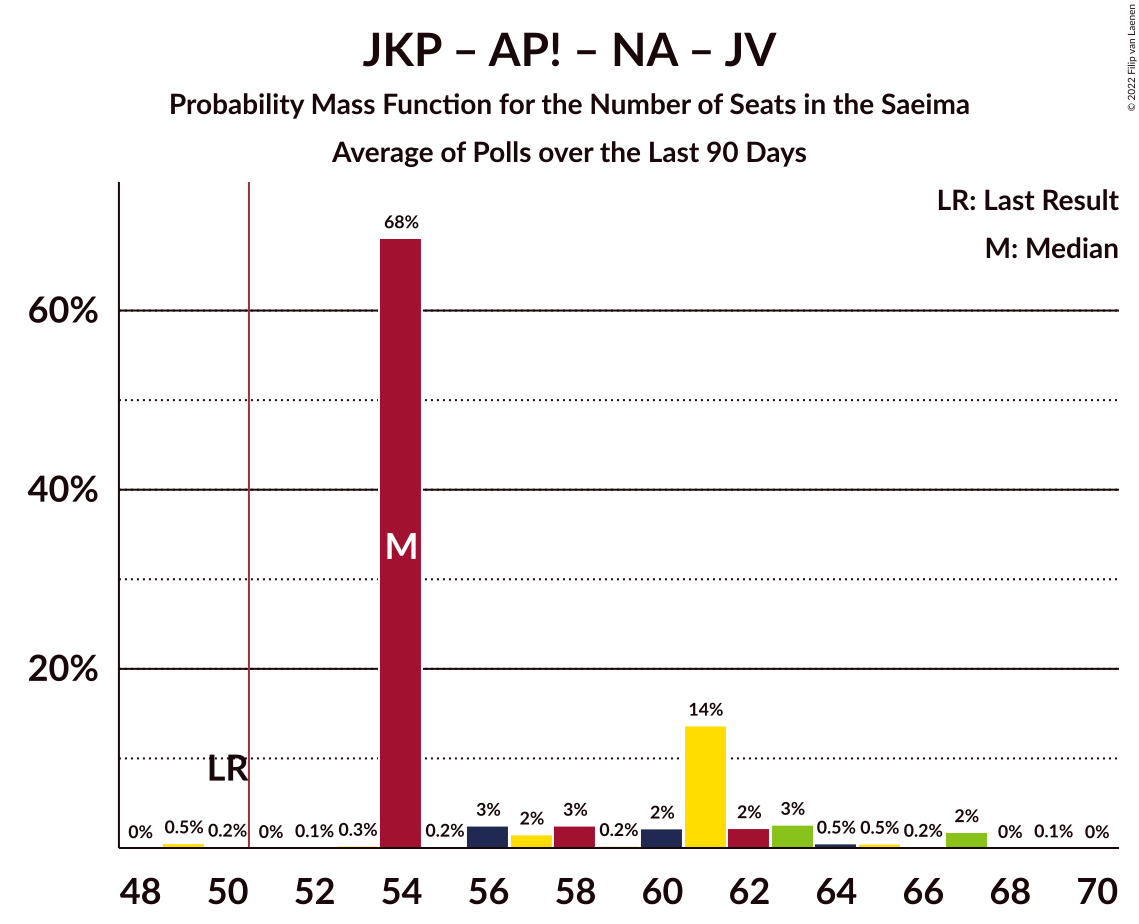 JKP – AP! – NA – JV
Probability Mass Function for the Number of Seats in the Saeima
Average of Polls over the Last 90 Days
© 2022 Filip van Laenen
LR: Last Result
M: Median
60%
40%
20%
LR
M
0% 0.5% 0.2% 0% 0.1% 0.3% 68% 0.2% 3% 2% 3% 0.2% 2% 14% 2% 3% 0.5% 0.5% 0.2% 2% 0% 0.1% 0%
48 50 52 54 56 58 60 62 64 66 68 70